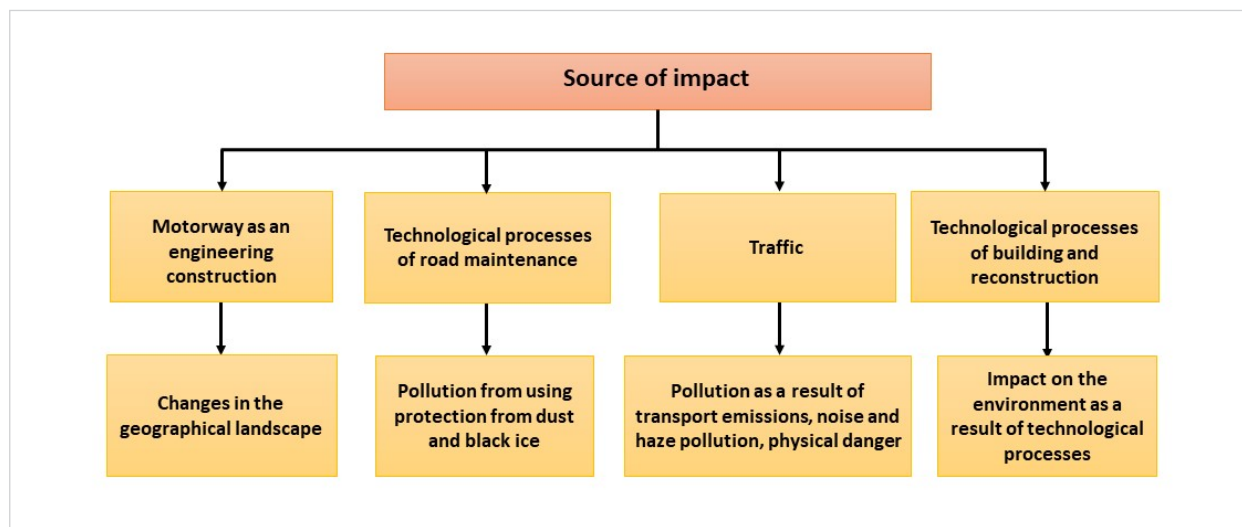 Source of impact
Motorway as an
engineering
construction
Technological processes
of road maintenance
Traffic
Technological processes
of building and
reconstruction
Changes in the
geographical landscape
Pollution from using
protection from dust
and black ice
Pollution as a result of
transport emissions, noise and
haze pollution, physical danger
Impact on the
environment as a
result of technological
processes